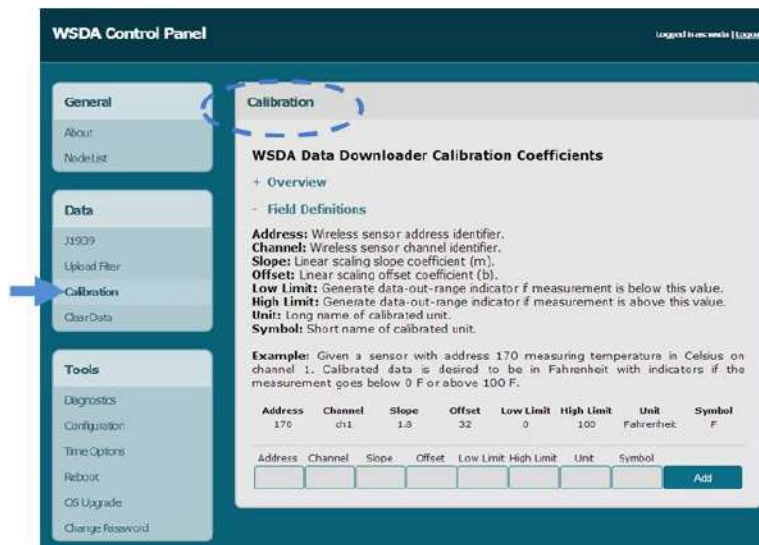 WSDA Control Panel
Logged in as: wsda | Logout
General
About
Node List
Data
J1939
Upload Filter
Calibration
Clear Data
Tools
Diagnostics
Configuration
Time Options
Reboot
OS Upgrade
Change Password
Calibration
WSDA Data Downloader Calibration Coefficients
+ Overview
- Field Definitions
Address: Wireless sensor address identifier.
Channel: Wireless sensor channel identifier.
Slope: Linear scaling slope coefficient (m).
Offset: Linear scaling offset coefficient (b).
Low Limit: Generate data-out-range indicator if measurement is below this value.
High Limit: Generate data-out-range indicator if measurement is above this value.
Unit: Long name of calibrated unit.
Symbol: Short name of calibrated unit.
Example: Given a sensor with address 170 measuring temperature in Celsius on
channel 1. Calibrated data is desired to be in Fahrenheit with indicators if the
measurement goes below 0 F or above 100 F.
Address Channel Slope Offset Low Limit High Limit Unit Symbol
170 ch1 1.8 32 0 100 Fahrenheit F
Address Channel Slope Offset Low Limit High Limit Unit Symbol
Add